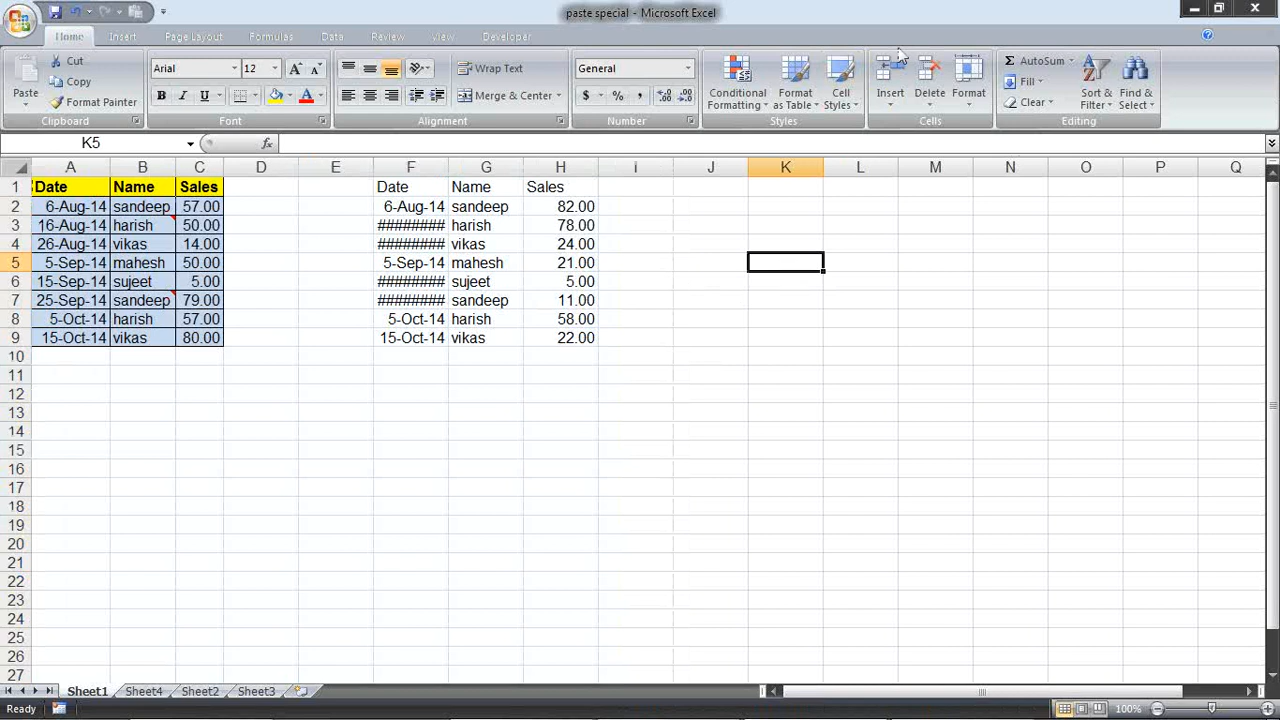 paste special - Microsoft Excel
Home Insert Page Layout Formulas Data Review View Developer
Paste
Cut
Copy
Format Painter
Clipboard
Arial 12
B I U
Font
Wrap Text
Merge & Center
Alignment
General
$ % ,
Number
Conditional Formatting
Format as Table
Cell Styles
Styles
Insert
Delete
Format
Cells
Σ AutoSum
Fill
Clear
Sort & Filter
Find & Select
Editing
K5 fx
A B C D E F G H I J K L M N O P Q
1 Date Name Sales Date Name Sales
2 6-Aug-14 sandeep 57.00 6-Aug-14 sandeep 82.00
3 16-Aug-14 harish 50.00 ######## harish 78.00
4 26-Aug-14 vikas 14.00 ######## vikas 24.00
5 5-Sep-14 mahesh 50.00 5-Sep-14 mahesh 21.00
6 15-Sep-14 sujeet 5.00 ######## sujeet 5.00
7 25-Sep-14 sandeep 79.00 ######## sandeep 11.00
8 5-Oct-14 harish 57.00 5-Oct-14 harish 58.00
9 15-Oct-14 vikas 80.00 15-Oct-14 vikas 22.00
10
11
12
13
14
15
16
17
18
19
20
21
22
23
24
25
26
27
Sheet1 Sheet4 Sheet2 Sheet3
Ready 100%